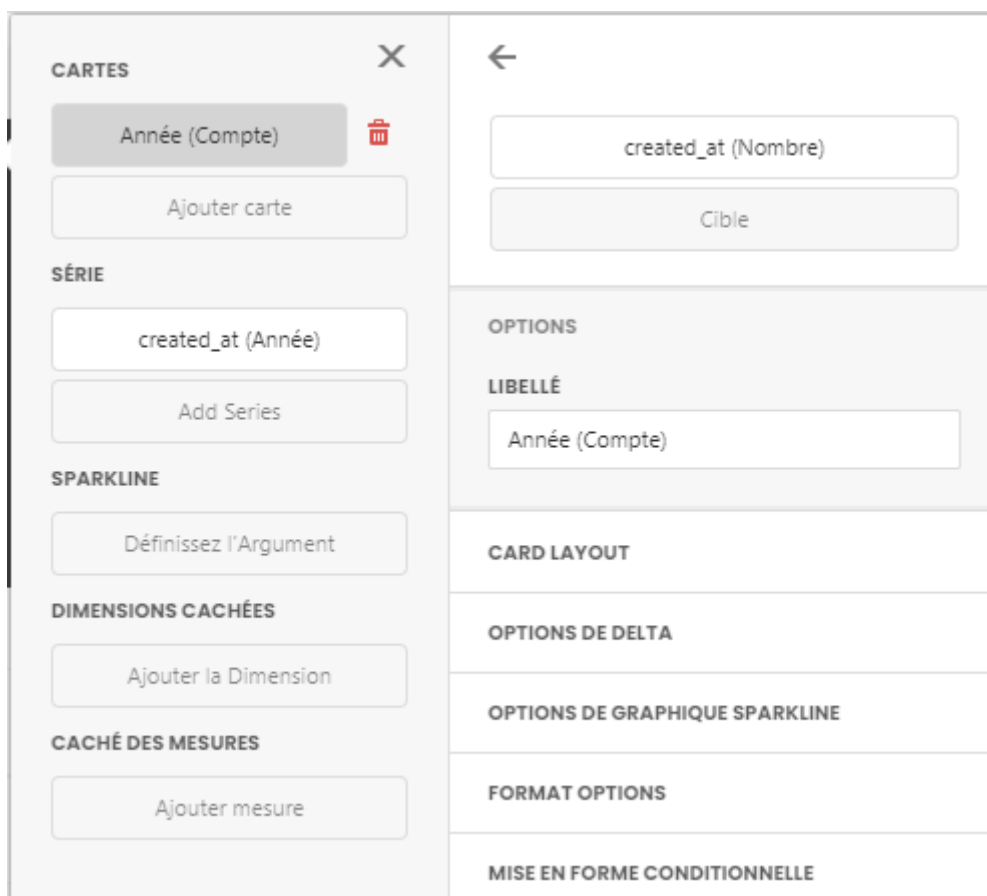 CARTES
Année (Compte)
Ajouter carte
SÉRIE
created_at (Année)
Add Series
SPARKLINE
Définissez l'Argument
DIMENSIONS CACHÉES
Ajouter la Dimension
CACHÉ DES MESURES
Ajouter mesure
created_at (Nombre)
Cible
OPTIONS
LIBELLÉ
Année (Compte)
CARD LAYOUT
OPTIONS DE DELTA
OPTIONS DE GRAPHIQUE SPARKLINE
FORMAT OPTIONS
MISE EN FORME CONDITIONNELLE